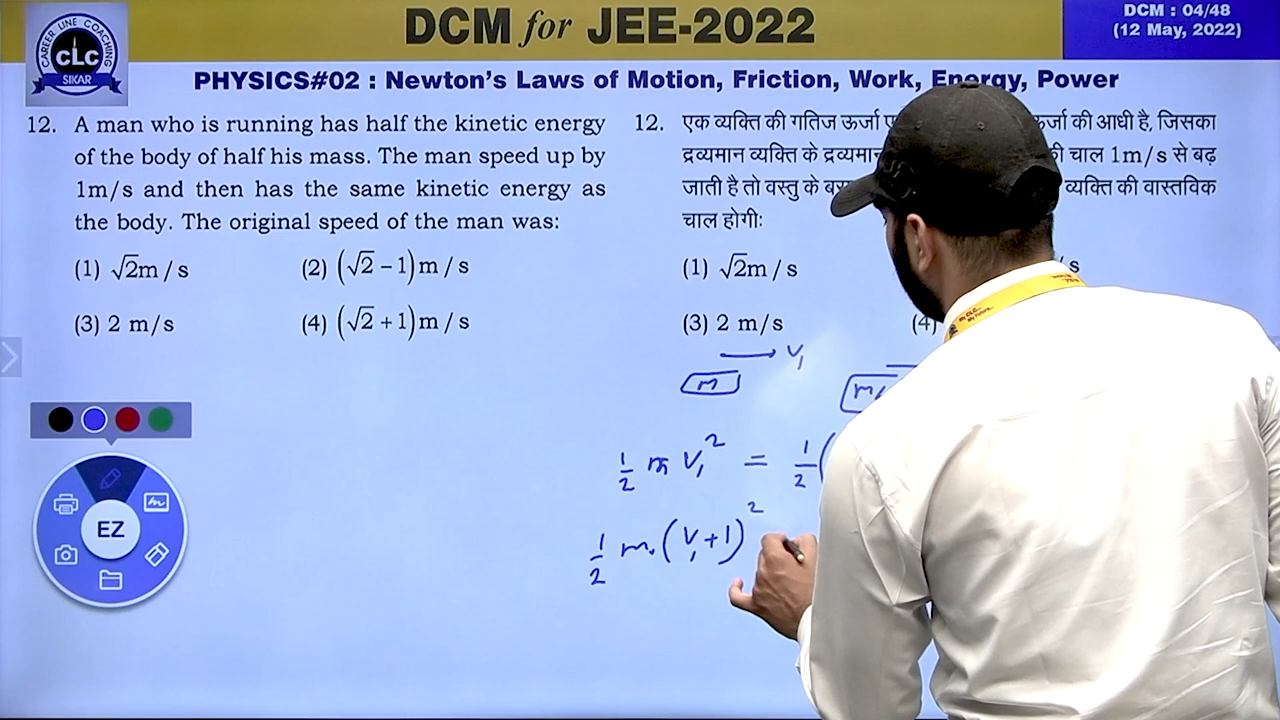 DCM for JEE-2022
DCM : 04/48
(12 May, 2022)
CAREER LINE COACHING
CLC
SIKAR
PHYSICS#02 : Newton's Laws of Motion, Friction, Work, Energy, Power
12. A man who is running has half the kinetic energy
of the body of half his mass. The man speed up by
1m/s and then has the same kinetic energy as
the body. The original speed of the man was:
(1) √2m/s (2) (√2 – 1)m/s
(3) 2 m/s (4) (√2 + 1)m/s
12. एक व्यक्ति की गतिज ऊर्जा की आधी है, जिसका
द्रव्यमान व्यक्ति के द्रव्यमान चाल 1m/s से बढ़
जाती है तो वस्तु के व्यक्ति की वास्तविक
चाल होगीः
(1) √2m/s /s
(3) 2 m/s (4)
m → v₁
½ m v₁² = ½ (
½ m (v₁+1)²
EZ